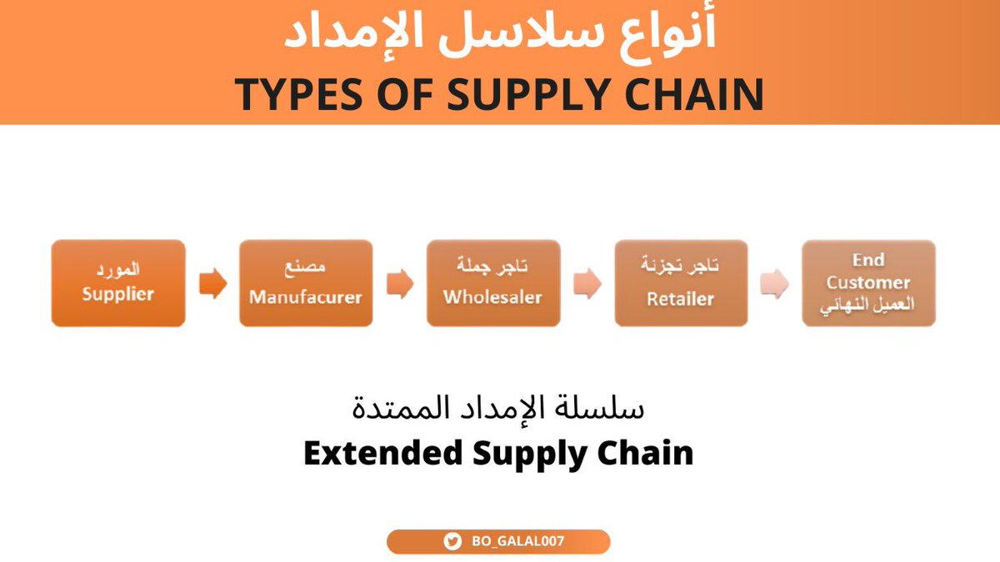 أنواع سلاسل الإمداد
TYPES OF SUPPLY CHAIN
المورد
Supplier
مصنع
Manufacurer
تاجر جملة
Wholesaler
تاجر تجزئة
Retailer
End
Customer
العميل النهائي
سلسلة الإمداد الممتدة
Extended Supply Chain
BO_GALAL007